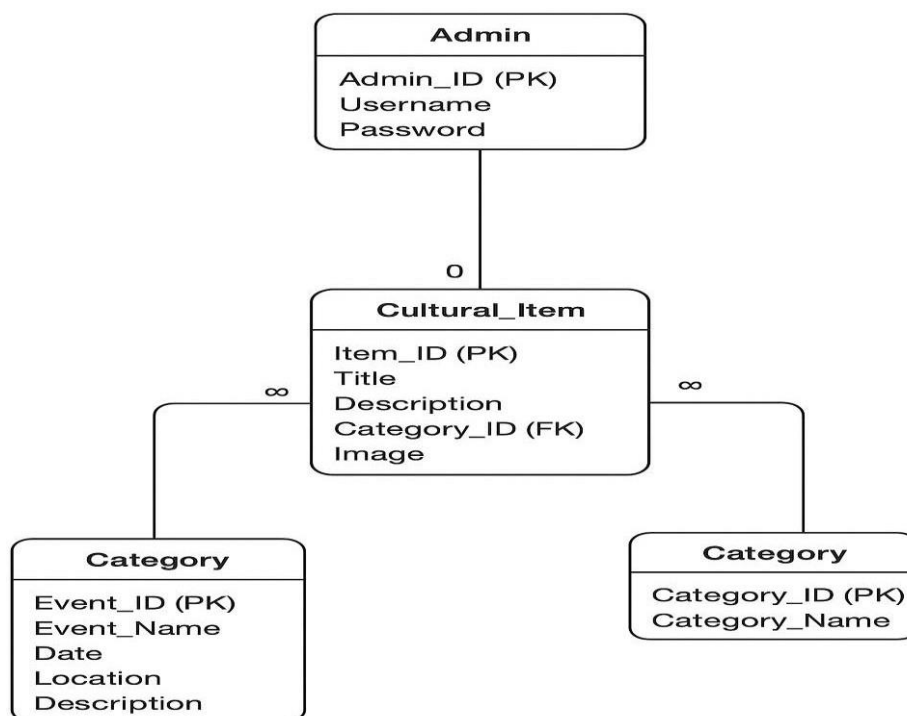 Admin
Admin_ID (PK)
Username
Password
0
Cultural_Item
Item_ID (PK)
Title
Description
Category_ID (FK)
Image
∞
∞
Category
Event_ID (PK)
Event_Name
Date
Location
Description
Category
Category_ID (PK)
Category_Name